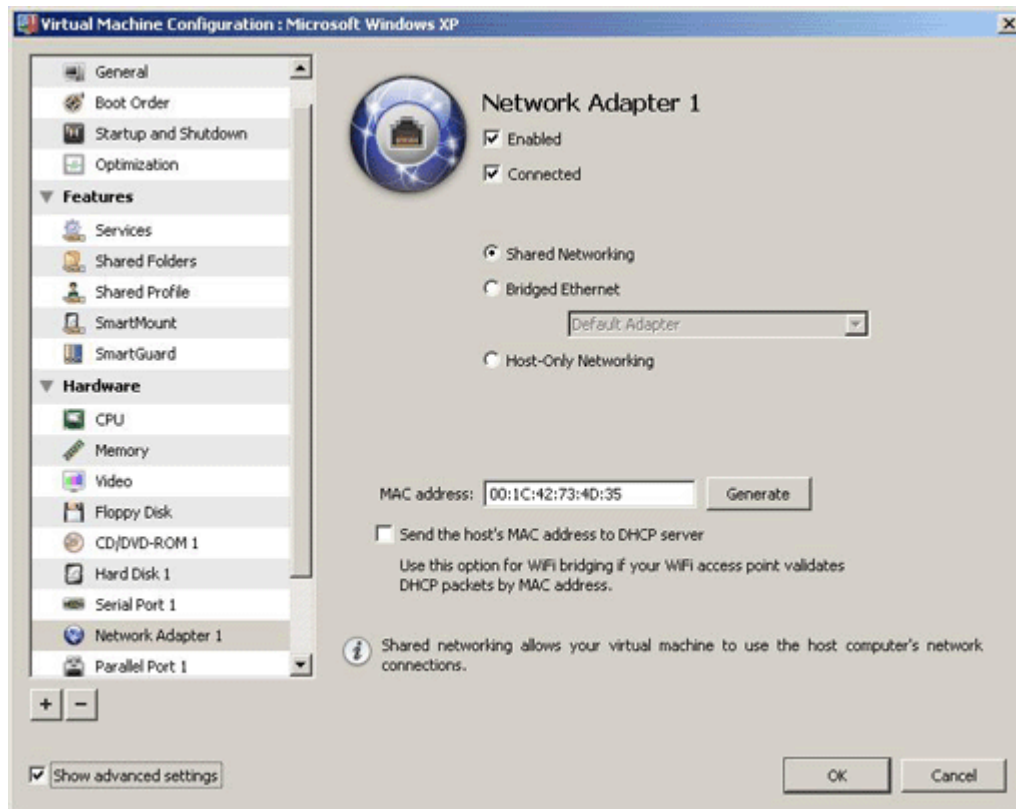 Virtual Machine Configuration : Microsoft Windows XP
General
Boot Order
Startup and Shutdown
Optimization
Features
Services
Shared Folders
Shared Profile
SmartMount
SmartGuard
Hardware
CPU
Memory
Video
Floppy Disk
CD/DVD-ROM 1
Hard Disk 1
Serial Port 1
Network Adapter 1
Parallel Port 1
+ −
Show advanced settings
Network Adapter 1
Enabled
Connected
Shared Networking
Bridged Ethernet
Default Adapter
Host-Only Networking
MAC address: 00:1C:42:73:4D:35 Generate
Send the host's MAC address to DHCP server
Use this option for WiFi bridging if your WiFi access point validates
DHCP packets by MAC address.
Shared networking allows your virtual machine to use the host computer's network
connections.
OK Cancel